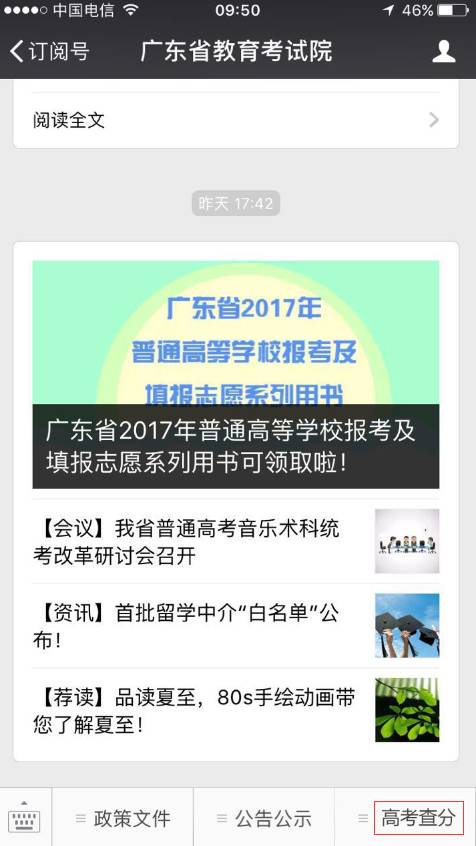 中国电信
09:50
46%
订阅号
广东省教育考试院
阅读全文
昨天 17:42
广东省2017年
普通高等学校报考及
填报志愿系列用书
广东省2017年普通高等学校报考及
填报志愿系列用书可领取啦！
【会议】我省普通高考音乐术科统
考改革研讨会召开
【资讯】首批留学中介“白名单”公
布！
【荐读】品读夏至，80s手绘动画带
您了解夏至！
政策文件
公告公示
高考查分